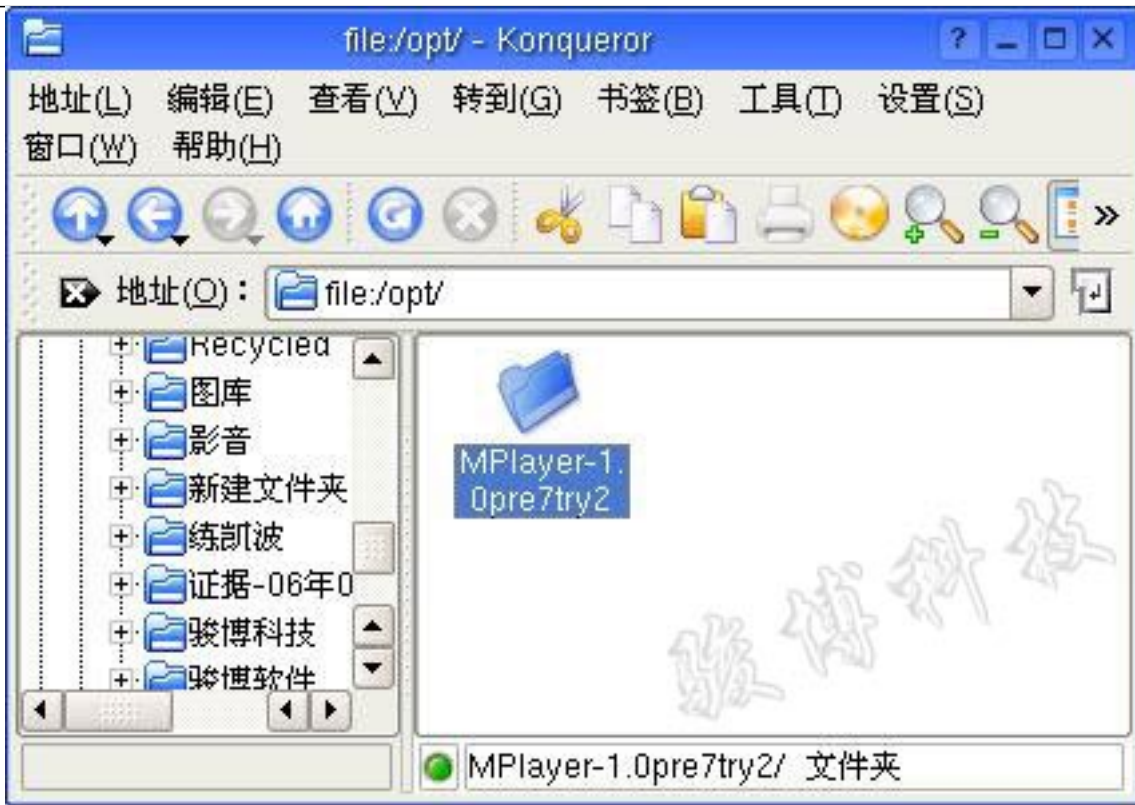 file:/opt/ - Konqueror
地址(L) 编辑(E) 查看(V) 转到(G) 书签(B) 工具(T) 设置(S)
窗口(W) 帮助(H)
地址(O)： file:/opt/
Recycled
图库
影音
新建文件夹
练凯波
证据-06年0
骏博科技
骏博软件
MPlayer-1.
0pre7try2
骏博科技
MPlayer-1.0pre7try2/ 文件夹